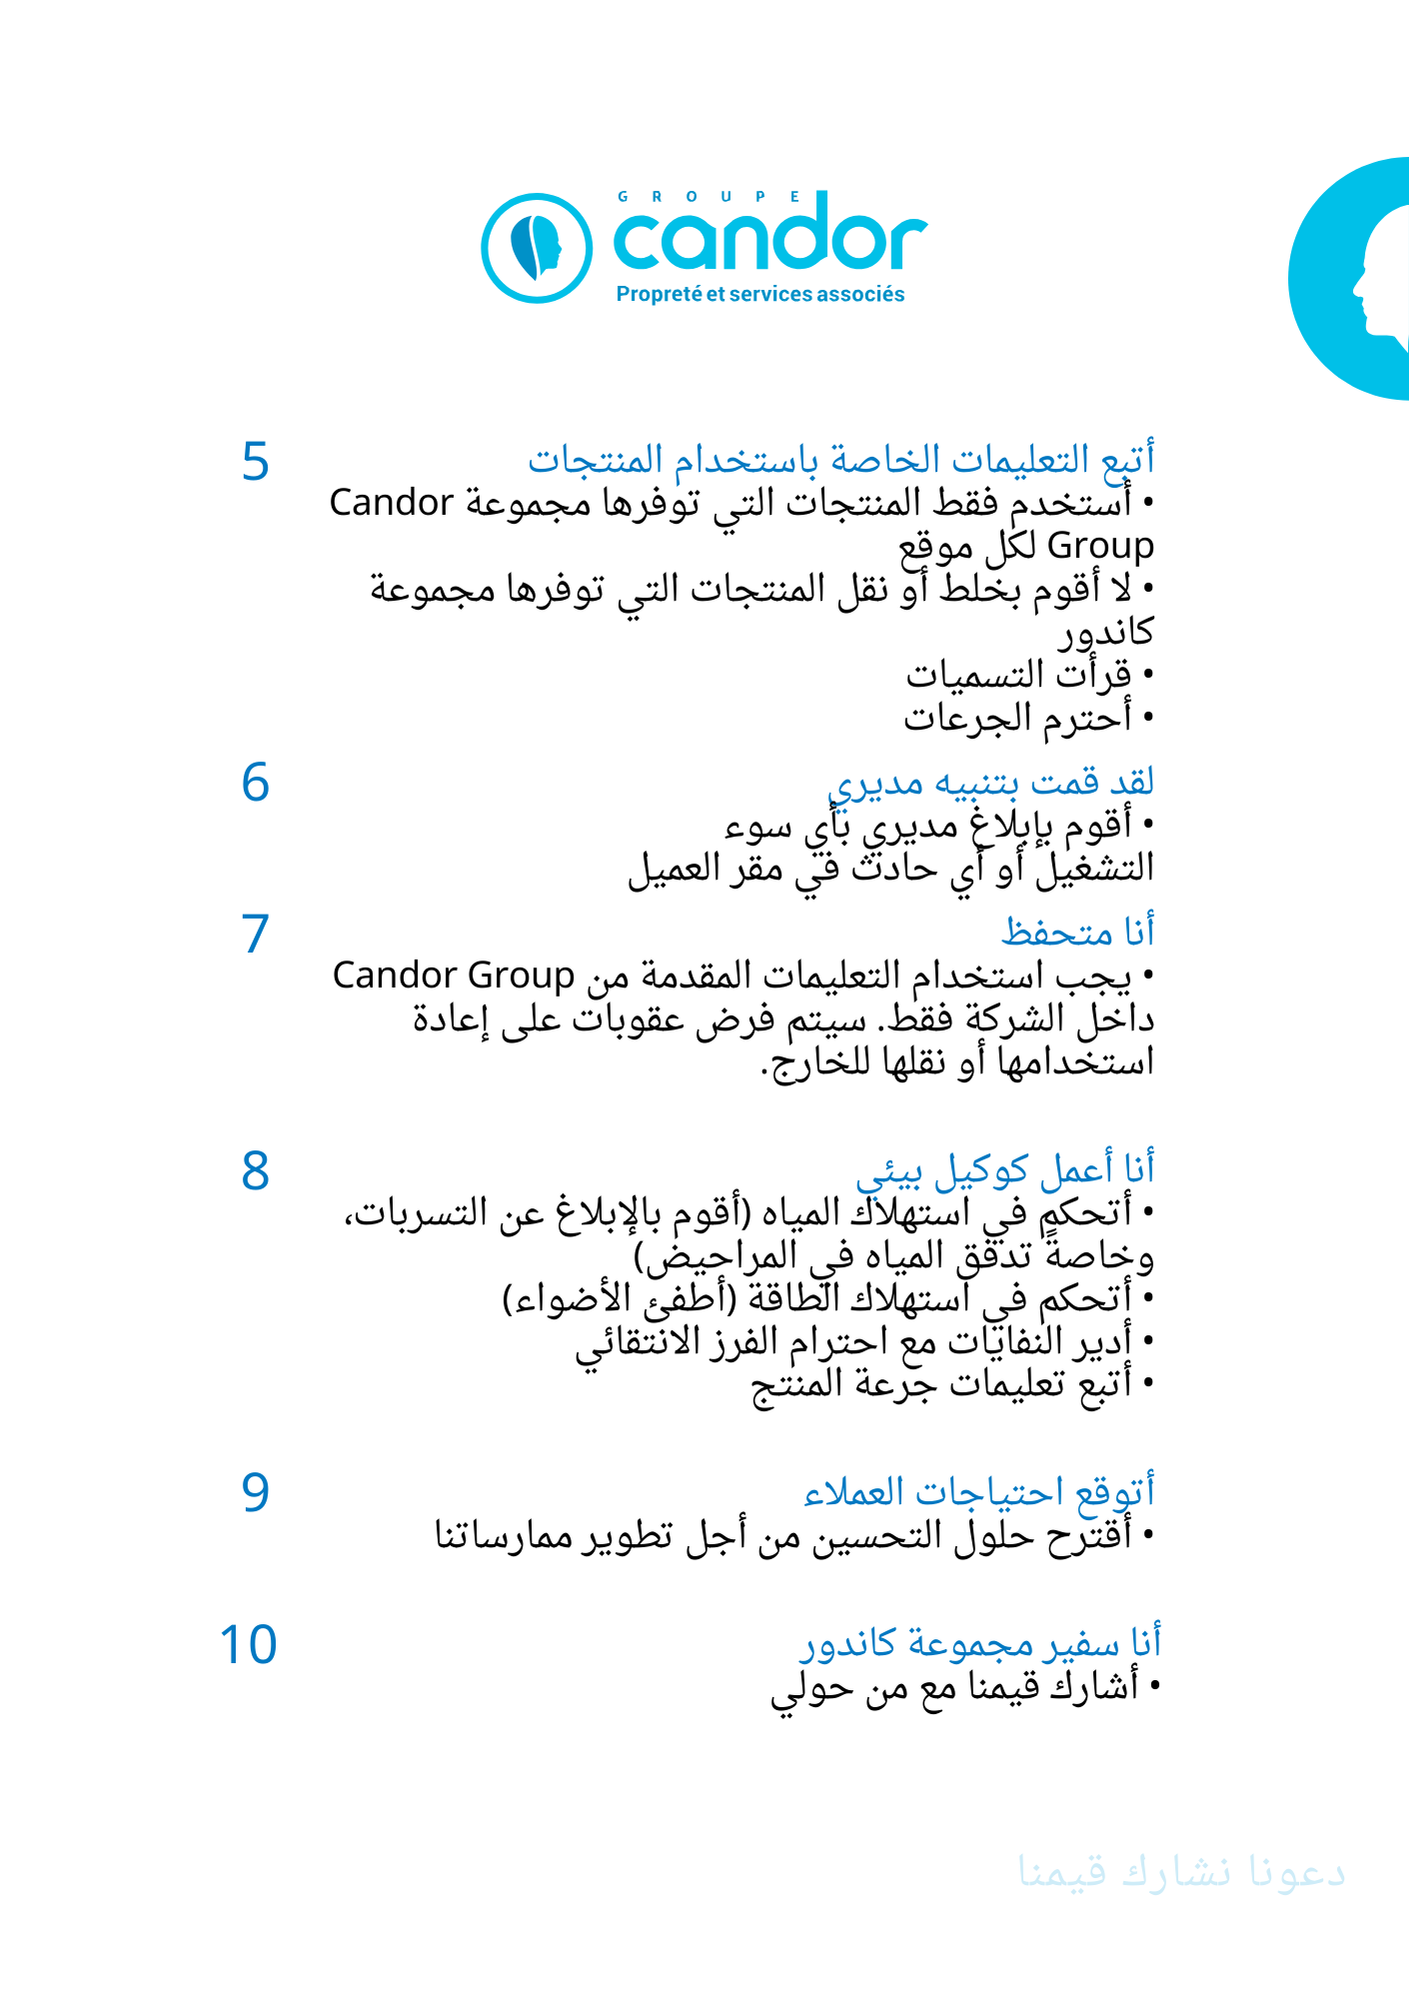 GROUPE
candor
Propreté et services associés
5
أتبع التعليمات الخاصة باستخدام المنتجات
• أستخدم فقط المنتجات التي توفرها مجموعة Candor
Group لكل موقع
• لا أقوم بخلط أو نقل المنتجات التي توفرها مجموعة
كاندور
• قرأت التسميات
• أحترم الجرعات
6
لقد قمت بتنبيه مديري
• أقوم بإبلاغ مديري بأي سوء
التشغيل أو أي حادث في مقر العميل
7
أنا متحفظ
• يجب استخدام التعليمات المقدمة من Candor Group
داخل الشركة فقط. سيتم فرض عقوبات على إعادة
استخدامها أو نقلها للخارج.
8
أنا أعمل كوكيل بيئي
• أتحكم في استهلاك المياه (أقوم بالإبلاغ عن التسربات،
وخاصةً تدفق المياه في المراحيض)
• أتحكم في استهلاك الطاقة (أطفئ الأضواء)
• أدير النفايات مع احترام الفرز الانتقائي
• أتبع تعليمات جرعة المنتج
9
أتوقع احتياجات العملاء
• أقترح حلول التحسين من أجل تطوير ممارساتنا
10
أنا سفير مجموعة كاندور
• أشارك قيمنا مع من حولي
دعونا نشارك قيمنا